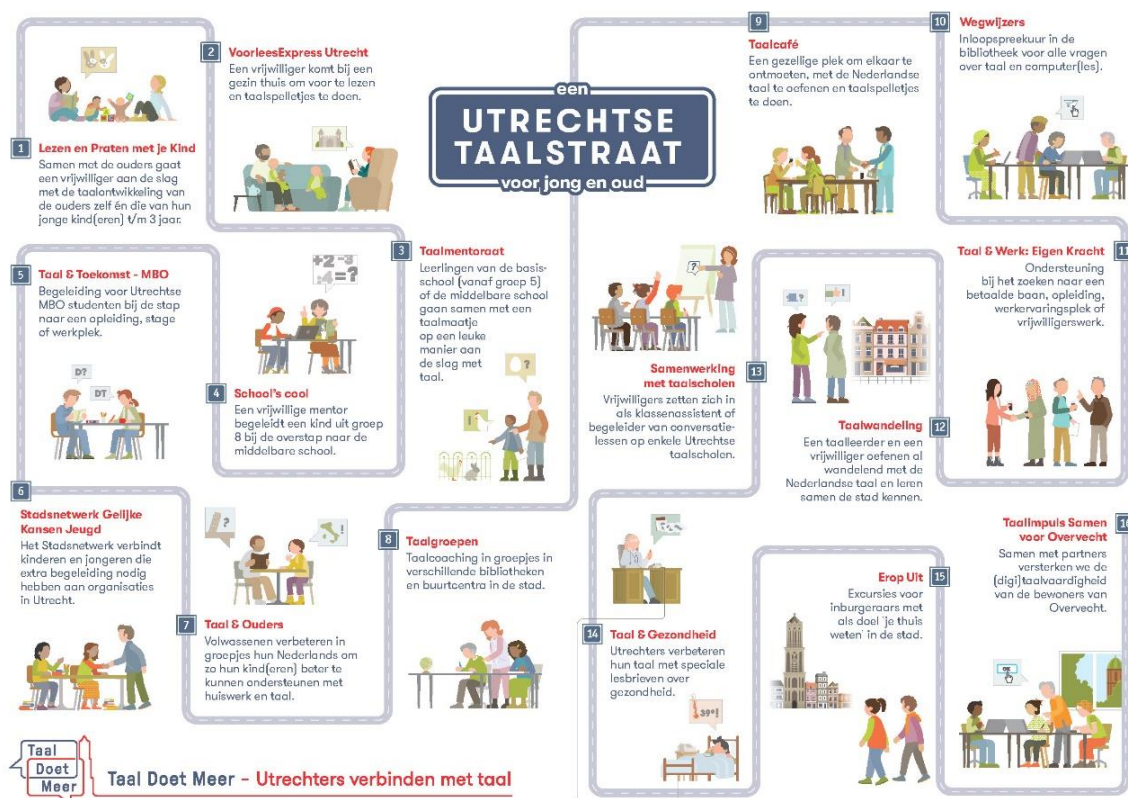 een
UTRECHTSE
TAALSTRAAT
voor jong en oud
1
Lezen en Praten met je Kind
Samen met de ouders gaat
een vrijwilliger aan de slag
met de taalontwikkeling van
de ouders zelf én die van hun
jonge kind(eren) t/m 3 jaar.
2
VoorleesExpress Utrecht
Een vrijwilliger komt bij een
gezin thuis om voor te lezen
en taalspelletjes te doen.
3
Taalmentoraat
Leerlingen van de basis-
school (vanaf groep 5)
of de middelbare school
gaan samen met een
taalmaatje
op een leuke
manier aan
de slag met
taal.
?
!
4
School's cool
Een vrijwillige mentor
begeleidt een kind uit groep
8 bij de overstap naar de
middelbare school.
+2 -3
:4=?
5
Taal & Toekomst - MBO
Begeleiding voor Utrechtse
MBO studenten bij de stap
naar een opleiding, stage
of werkplek.
D?
DT
6
Stadsnetwerk Gelijke
Kansen Jeugd
Het Stadsnetwerk verbindt
kinderen en jongeren die
extra begeleiding nodig
hebben aan organisaties
in Utrecht.
7
Taal & Ouders
Volwassenen verbeteren in
groepjes hun Nederlands om
zo hun kind(eren) beter te
kunnen ondersteunen met
huiswerk en taal.
?
!
8
Taalgroepen
Taalcoaching in groepjes in
verschillende bibliotheken
en buurtcentra in de stad.
9
Taalcafé
Een gezellige plek om elkaar te
ontmoeten, met de Nederlandse
taal te oefenen en taalspelletjes
te doen.
10
Wegwijzers
Inloopspreekuur in de
bibliotheek voor alle vragen
over taal en computer(les).
11
Taal & Werk: Eigen Kracht
Ondersteuning
bij het zoeken naar een
betaalde baan, opleiding,
werkervaringsplek of
vrijwilligerswerk.
12
Taalwandeling
Een taalleerder en een
vrijwilliger oefenen al
wandelend met de
Nederlandse taal en leren
samen de stad kennen.
?
!
13
Samenwerking
met taalscholen
Vrijwilligers zetten zich in
als klassenassistent of
begeleider van conversatie-
lessen op enkele Utrechtse
taalscholen.
?
14
Taal & Gezondheid
Utrechters verbeteren
hun taal met speciale
lesbrieven over
gezondheid.
39°!
15
Erop Uit
Excursies voor
inburgeraars met
als doel 'je thuis
weten' in de stad.
16
Taalimpuls Samen
voor Overvecht
Samen met partners
versterken we de
(digi)taalvaardigheid
van de bewoners van
Overvecht.
Taal
Doet
Meer
Taal Doet Meer - Utrechters verbinden met taal